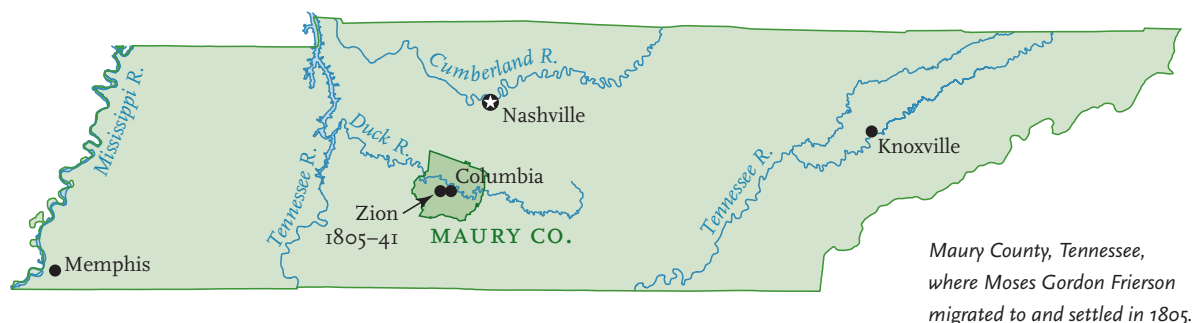 Mississippi R.
Cumberland R.
Nashville
Duck R.
Tennessee R.
Columbia
Zion
1805–41
MAURY CO.
Memphis
Knoxville
Tennessee R.
Maury County, Tennessee,
where Moses Gordon Frierson
migrated to and settled in 1805.